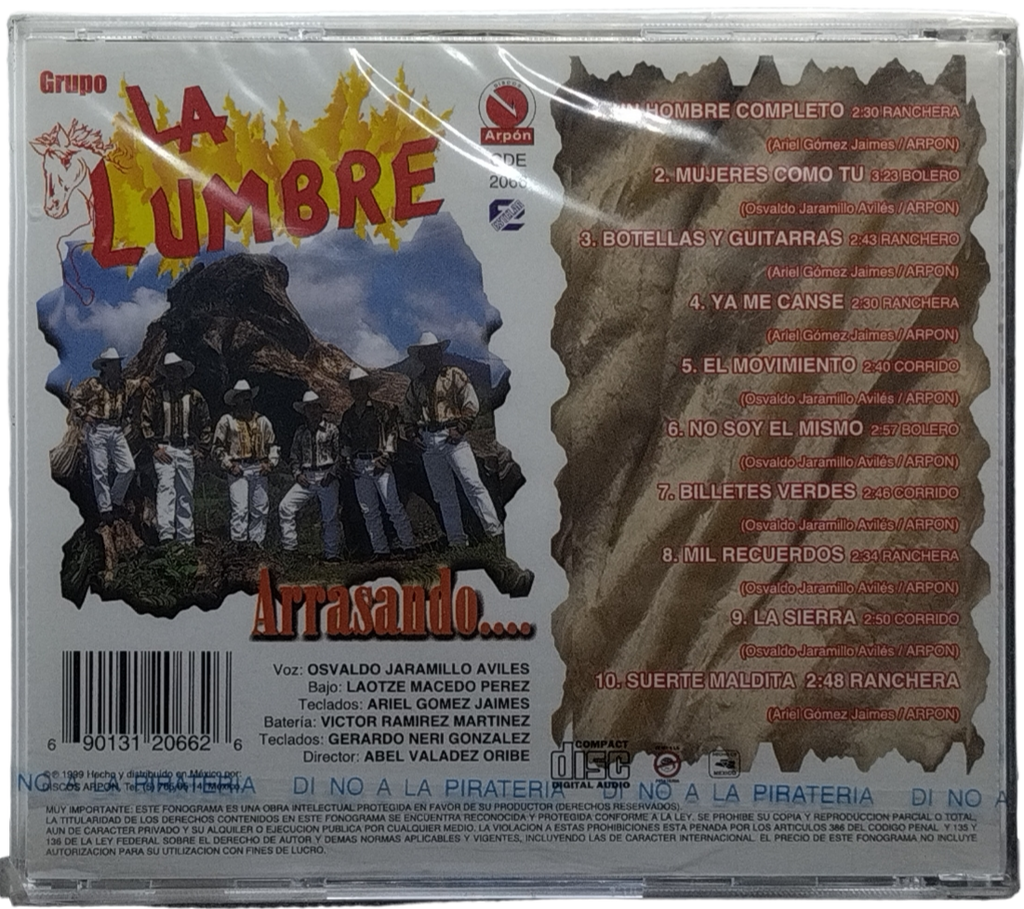 Grupo
LA
LUMBRE
DISCOS
Arpón
CDE
2066
HOMBRE COMPLETO 2:30 RANCHERA
(Ariel Gómez Jaimes / ARPON)
2. MUJERES COMO TU 3.23 BOLERO
(Osvaldo Jaramillo Avilés / ARPON)
3. BOTELLAS Y GUITARRAS 2:43 RANCHERO
(Ariel Gómez Jaimes / ARPON)
4. YA ME CANSE 2:30 RANCHERA
(Ariel Gómez Jaimes / ARPON)
5. EL MOVIMIENTO 2:40 CORRIDO
(Osvaldo Jaramillo Avilés / ARPON)
6. NO SOY EL MISMO 2:57 BOLERO
(Osvaldo Jaramillo Avilés / ARPON)
7. BILLETES VERDES 2:46 CORRIDO
(Osvaldo Jaramillo Avilés / ARPON)
8. MIL RECUERDOS 2:34 RANCHERA
(Osvaldo Jaramillo Avilés / ARPON)
9. LA SIERRA 2:50 CORRIDO
(Osvaldo Jaramillo Avilés / ARPON)
10. SUERTE MALDITA 2:48 RANCHERA
(Ariel Gómez Jaimes / ARPON)
Arrasando....
Voz: OSVALDO JARAMILLO AVILES
Bajo: LAOTZE MACEDO PEREZ
Teclados: ARIEL GOMEZ JAIMES
Batería: VICTOR RAMIREZ MARTINEZ
Teclados: GERARDO NERI GONZALEZ
Director: ABEL VALADEZ ORIBE
6 90131 20662 6
COMPACT
disc
DIGITAL AUDIO
MEXICO
1999 Hecho y distribuido en México por:
DISCOS ARPON, Tel.
NO A LA PIRATERIA DI NO A LA PIRATERIA DI NO A LA PIRATERIA DI NO A
MUY IMPORTANTE: ESTE FONOGRAMA ES UNA OBRA INTELECTUAL PROTEGIDA EN FAVOR DE SU PRODUCTOR (DERECHOS RESERVADOS).
LA TITULARIDAD DE LOS DERECHOS CONTENIDOS EN ESTE FONOGRAMA SE ENCUENTRA RECONOCIDA Y PROTEGIDA CONFORME A LA LEY. SE PROHIBE SU COPIA Y REPRODUCCION PARCIAL O TOTAL,
AUN DE CARACTER PRIVADO Y SU ALQUILER O EJECUCION PUBLICA POR CUALQUIER MEDIO. LA VIOLACION A ESTAS PROHIBICIONES ESTA PENADA POR LOS ARTICULOS 386 DEL CODIGO PENAL Y 135 Y
136 DE LA LEY FEDERAL SOBRE EL DERECHO DE AUTOR Y DEMAS NORMAS APLICABLES Y VIGENTES, INCLUYENDO LAS DE CARACTER INTERNACIONAL. EL PRECIO DE ESTE FONOGRAMA NO INCLUYE
AUTORIZACION PARA SU UTILIZACION CON FINES DE LUCRO.